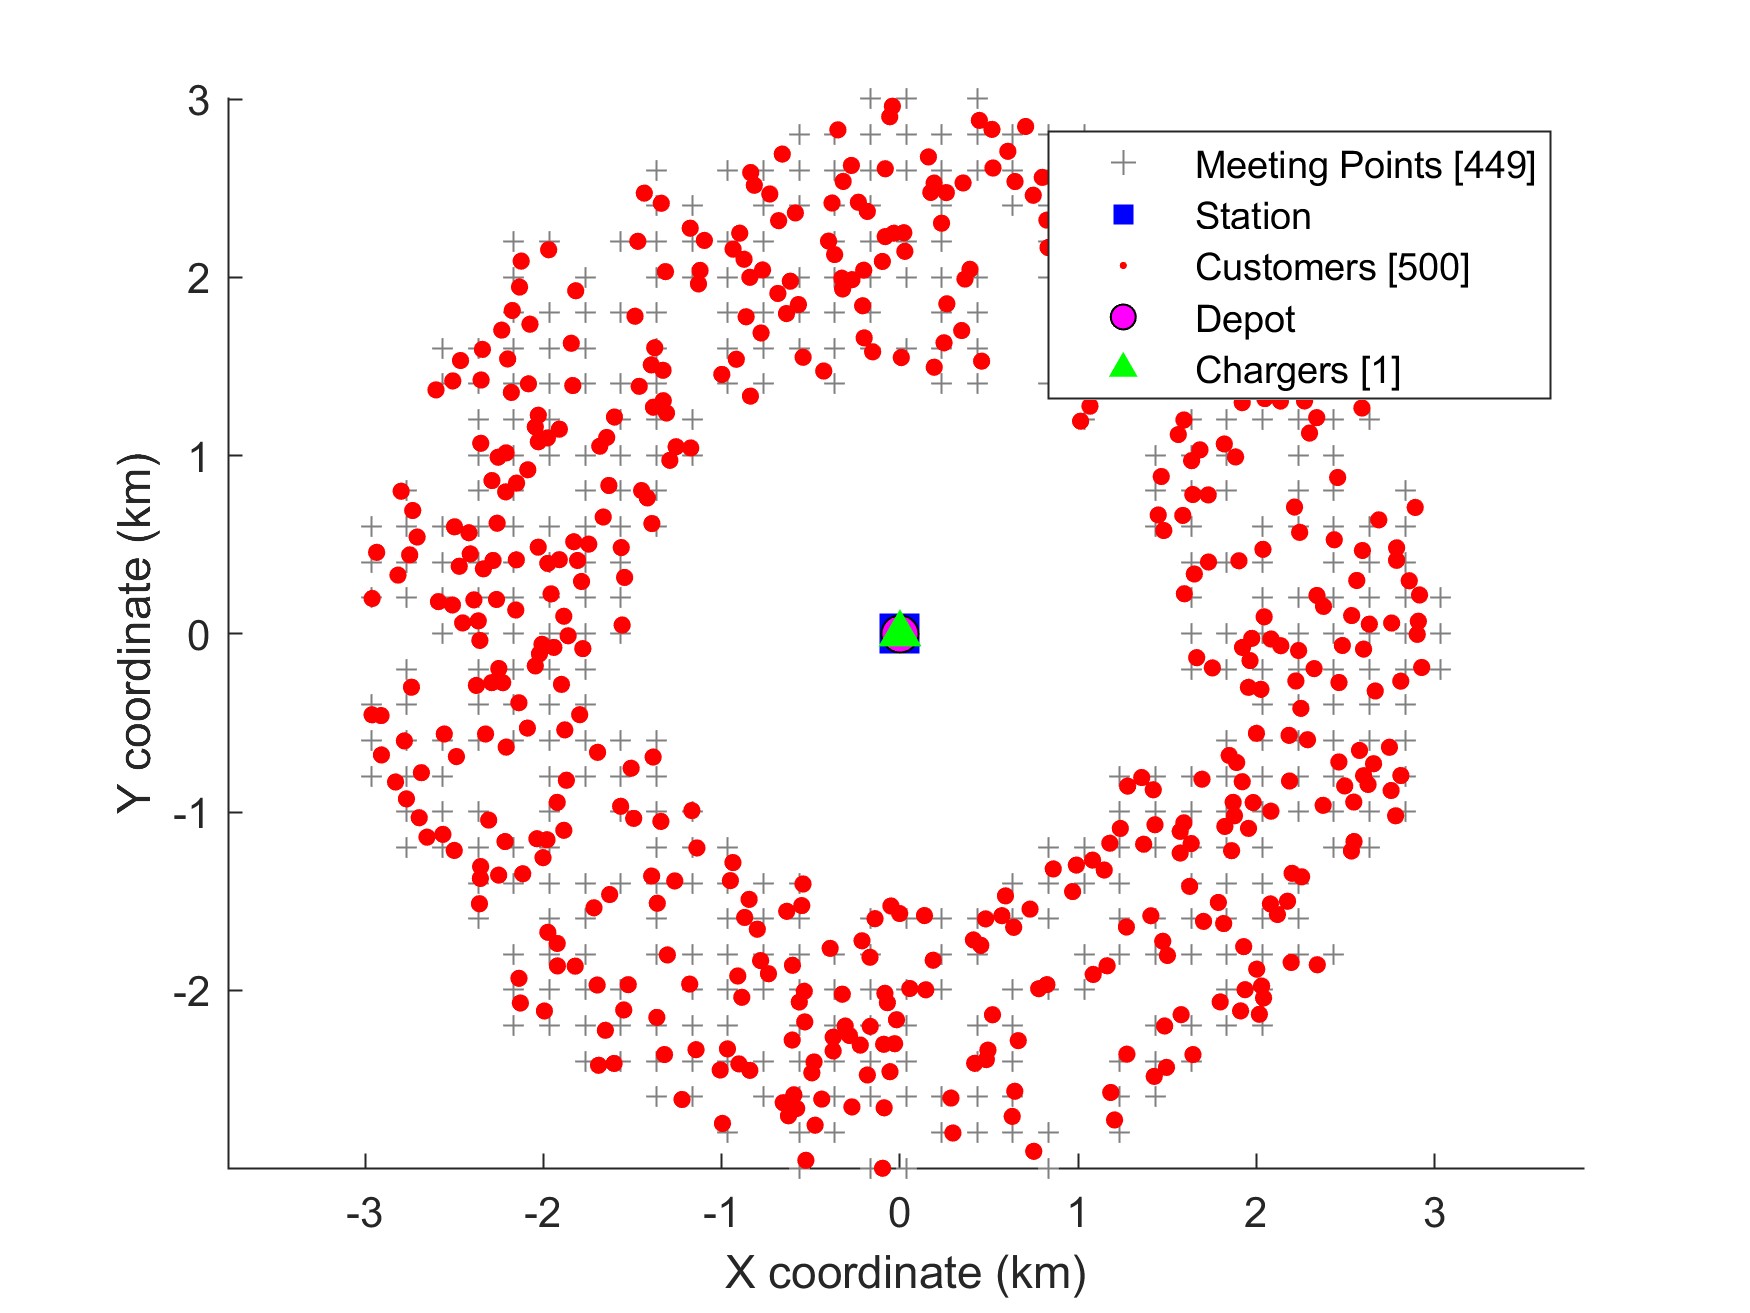 3
2
1
0
-1
-2
Y coordinate (km)
Meeting Points [449]
Station
Customers [500]
Depot
Chargers [1]
-3
-2
-1
0
1
2
3
X coordinate (km)